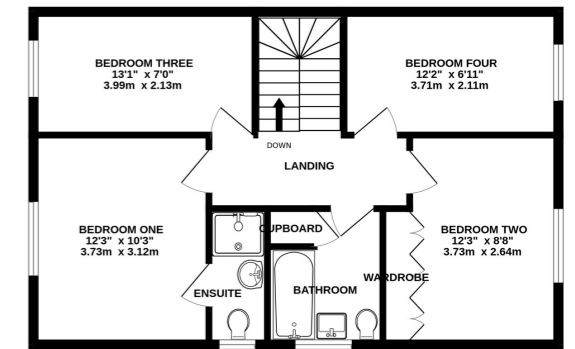 BEDROOM THREE
13'1" x 7'0"
3.99m x 2.13m
BEDROOM FOUR
12'2" x 6'11"
3.71m x 2.11m
DOWN
LANDING
BEDROOM ONE
12'3" x 10'3"
3.73m x 3.12m
CUPBOARD
BEDROOM TWO
12'3" x 8'8"
3.73m x 2.64m
WARDROBE
ENSUITE
BATHROOM